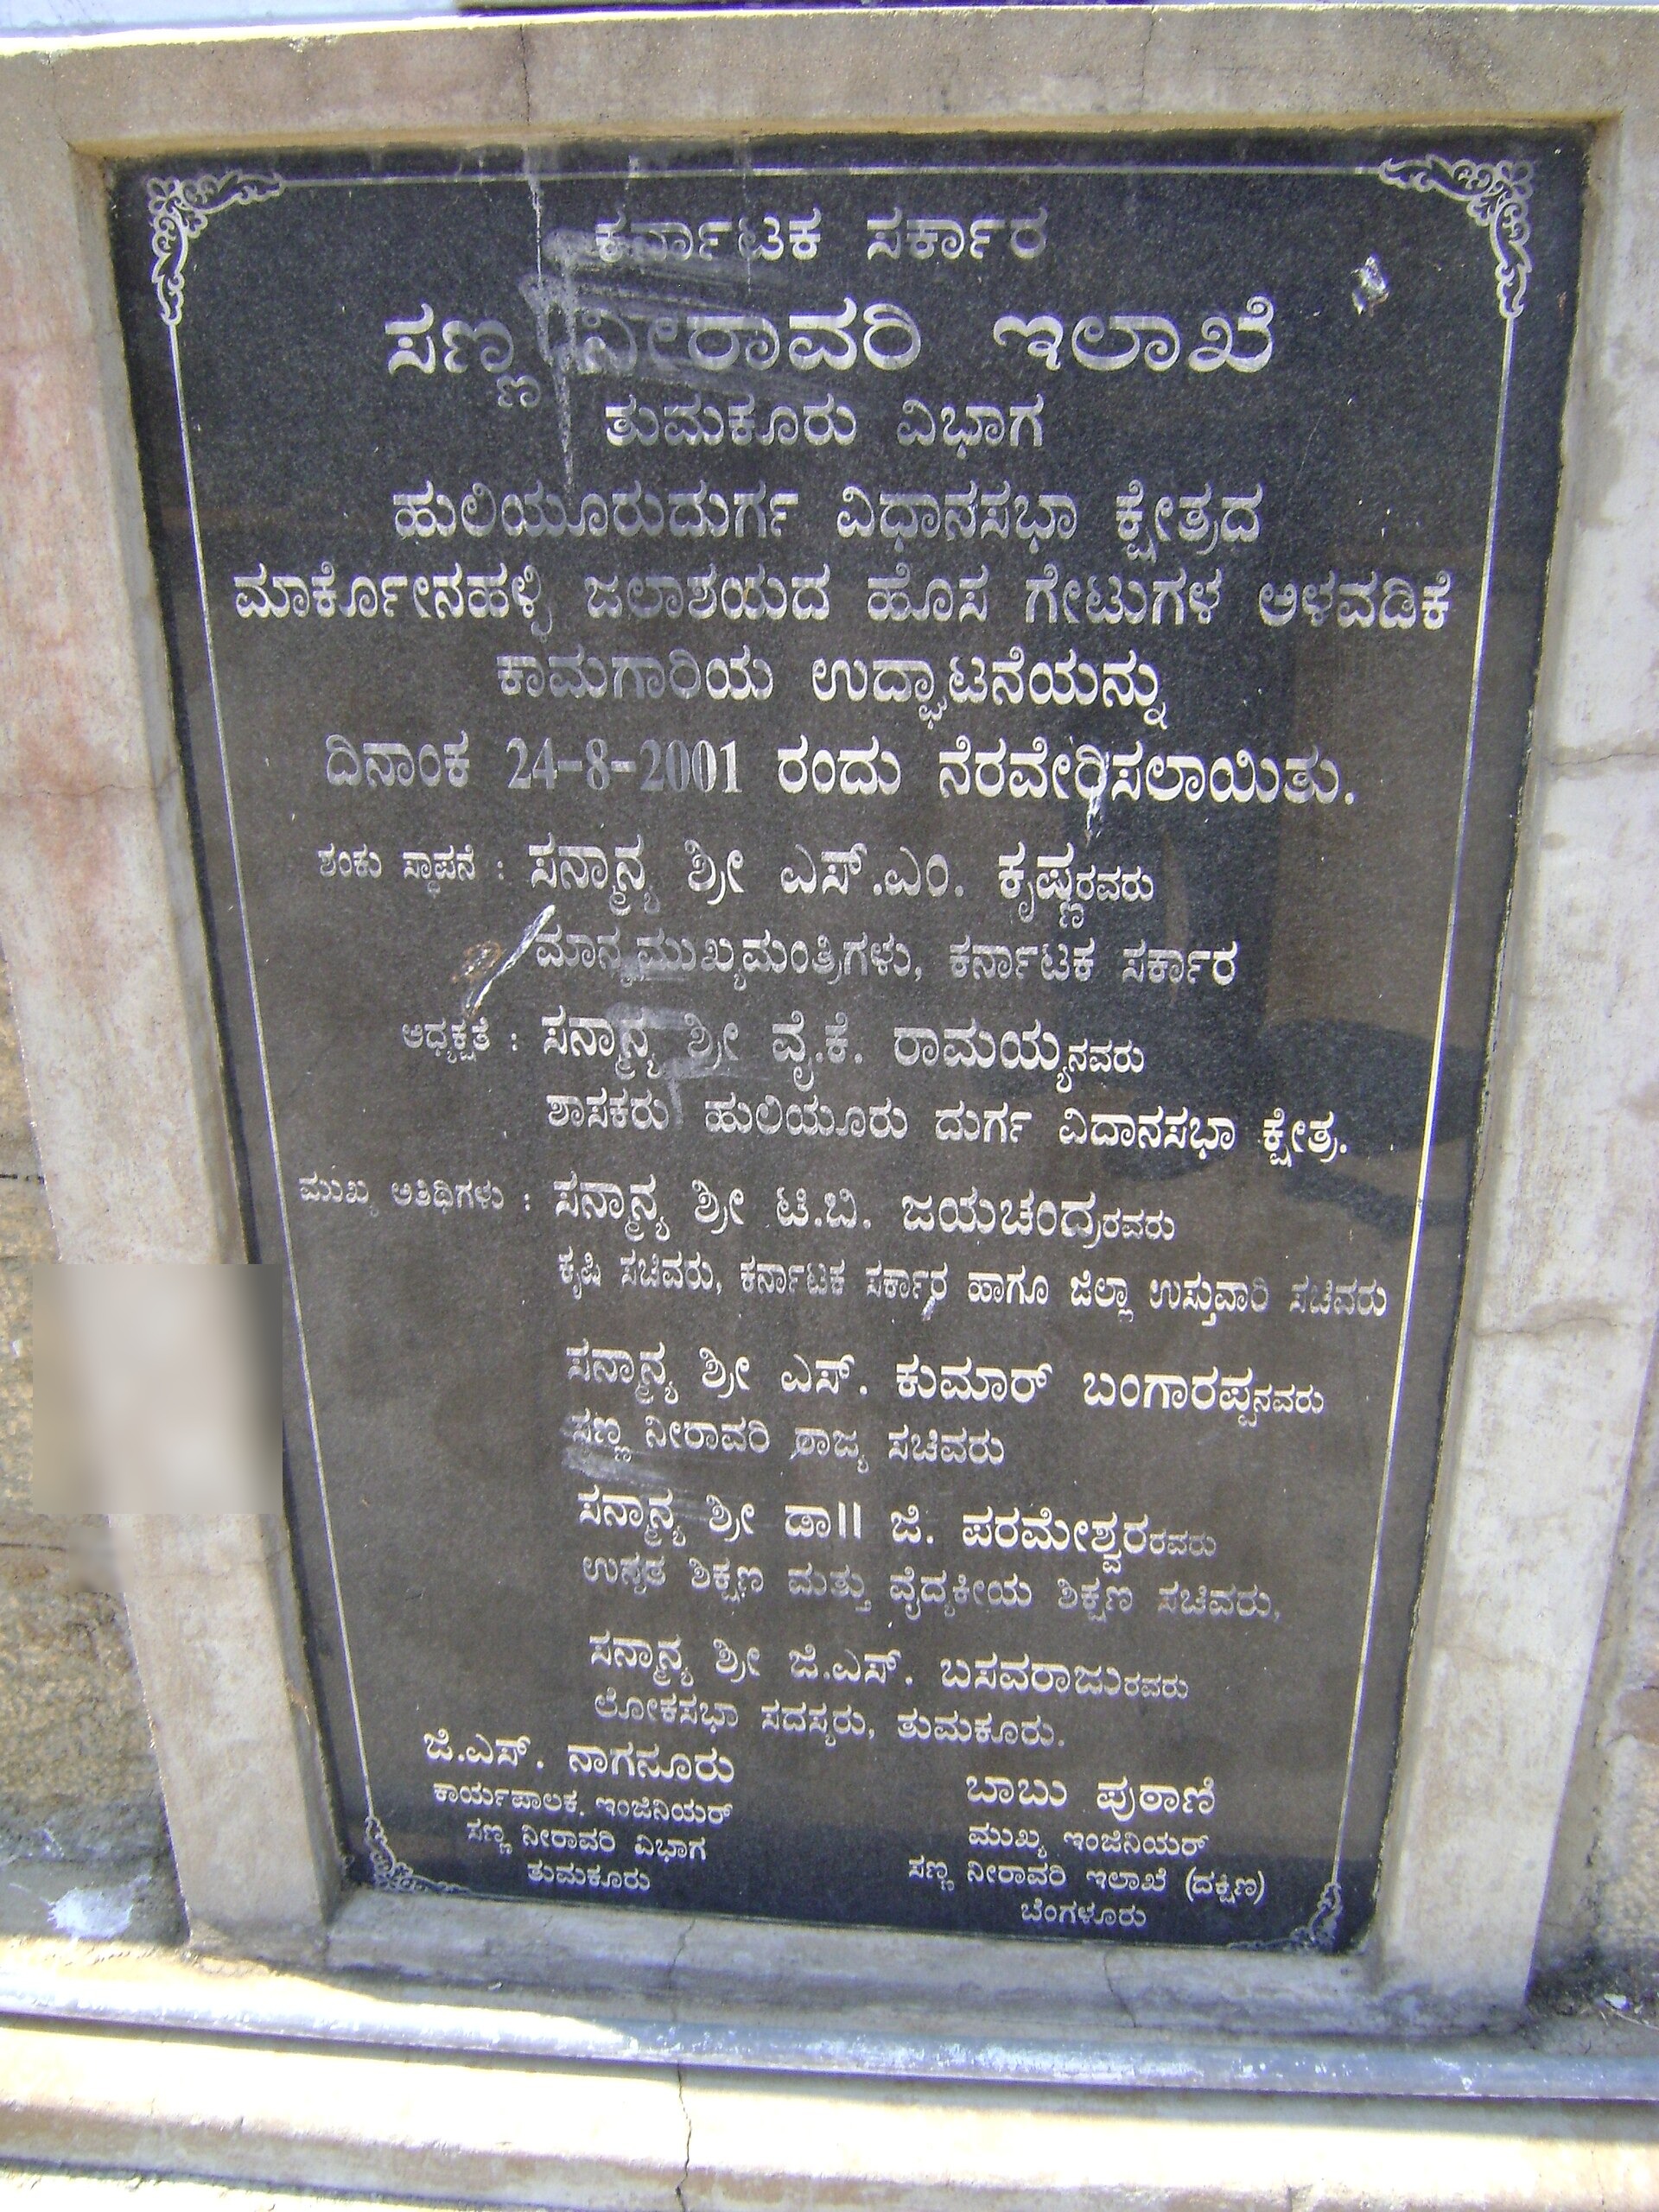 ಕರ್ನಾಟಕ ಸರ್ಕಾರ
ಸಣ್ಣ ನೀರಾವರಿ ಇಲಾಖೆ
ತುಮಕೂರು ವಿಭಾಗ
ಹುಲಿಯೂರುದುರ್ಗ ವಿಧಾನಸಭಾ ಕ್ಷೇತ್ರದ
ಮಾರ್ಕೋನಹಳ್ಳಿ ಜಲಾಶಯದ ಹೊಸ ಗೇಟುಗಳ ಅಳವಡಿಕೆ
ಕಾಮಗಾರಿಯ ಉದ್ಘಾಟನೆಯನ್ನು
ದಿನಾಂಕ 24-8-2001 ರಂದು ನೆರವೇರಿಸಲಾಯಿತು.
ಶಂಕು ಸ್ಥಾಪನೆ : ಸನ್ಮಾನ್ಯ ಶ್ರೀ ಎಸ್.ಎಂ. ಕೃಷ್ಣರವರು
ಮಾನ್ಯ ಮುಖ್ಯಮಂತ್ರಿಗಳು, ಕರ್ನಾಟಕ ಸರ್ಕಾರ
ಆಧ್ಯಕ್ಷತೆ : ಸನ್ಮಾನ್ಯ ಶ್ರೀ ವೈ.ಕೆ. ರಾಮಯ್ಯನವರು
ಶಾಸಕರು ಹುಲಿಯೂರು ದುರ್ಗ ವಿದಾನಸಭಾ ಕ್ಷೇತ್ರ.
ಮುಖ್ಯ ಅತಿಥಿಗಳು : ಸನ್ಮಾನ್ಯ ಶ್ರೀ ಟಿ.ಬಿ. ಜಯಚಂದ್ರರವರು
ಕೃಷಿ ಸಚಿವರು, ಕರ್ನಾಟಕ ಸರ್ಕಾರ ಹಾಗೂ ಜಿಲ್ಲಾ ಉಸ್ತುವಾರಿ ಸಚಿವರು
ಸನ್ಮಾನ್ಯ ಶ್ರೀ ಎಸ್. ಕುಮಾರ್ ಬಂಗಾರಪ್ಪನವರು
ಸಣ್ಣ ನೀರಾವರಿ ರಾಜ್ಯ ಸಚಿವರು
ಸನ್ಮಾನ್ಯ ಶ್ರೀ ಡಾ|| ಜಿ. ಪರಮೇಶ್ವರರವರು
ಶಿಕ್ಷಣ ಮತ್ತು ವೈದ್ಯಕೀಯ ಶಿಕ್ಷಣ ಸಚಿವರು,
ಸನ್ಮಾನ್ಯ ಶ್ರೀ ಜಿ.ಎಸ್. ಬಸವರಾಜುರವರು
ಲೋಕಸಭಾ ಸದಸ್ಯರು, ತುಮಕೂರು.
ಜಿ.ಎಸ್. ನಾಗನೂರು
ಕಾರ್ಯಪಾಲಕ. ಇಂಜಿನಿಯರ್
ಸಣ್ಣ ನೀರಾವರಿ ವಿಭಾಗ
ತುಮಕೂರು
ಬಾಬು ಪುಠಾಣಿ
ಮುಖ್ಯ ಇಂಜಿನಿಯರ್
ಸಣ್ಣ ನೀರಾವರಿ ಇಲಾಖೆ (ದಕ್ಷಿಣ)
ಬೆಂಗಳೂರು